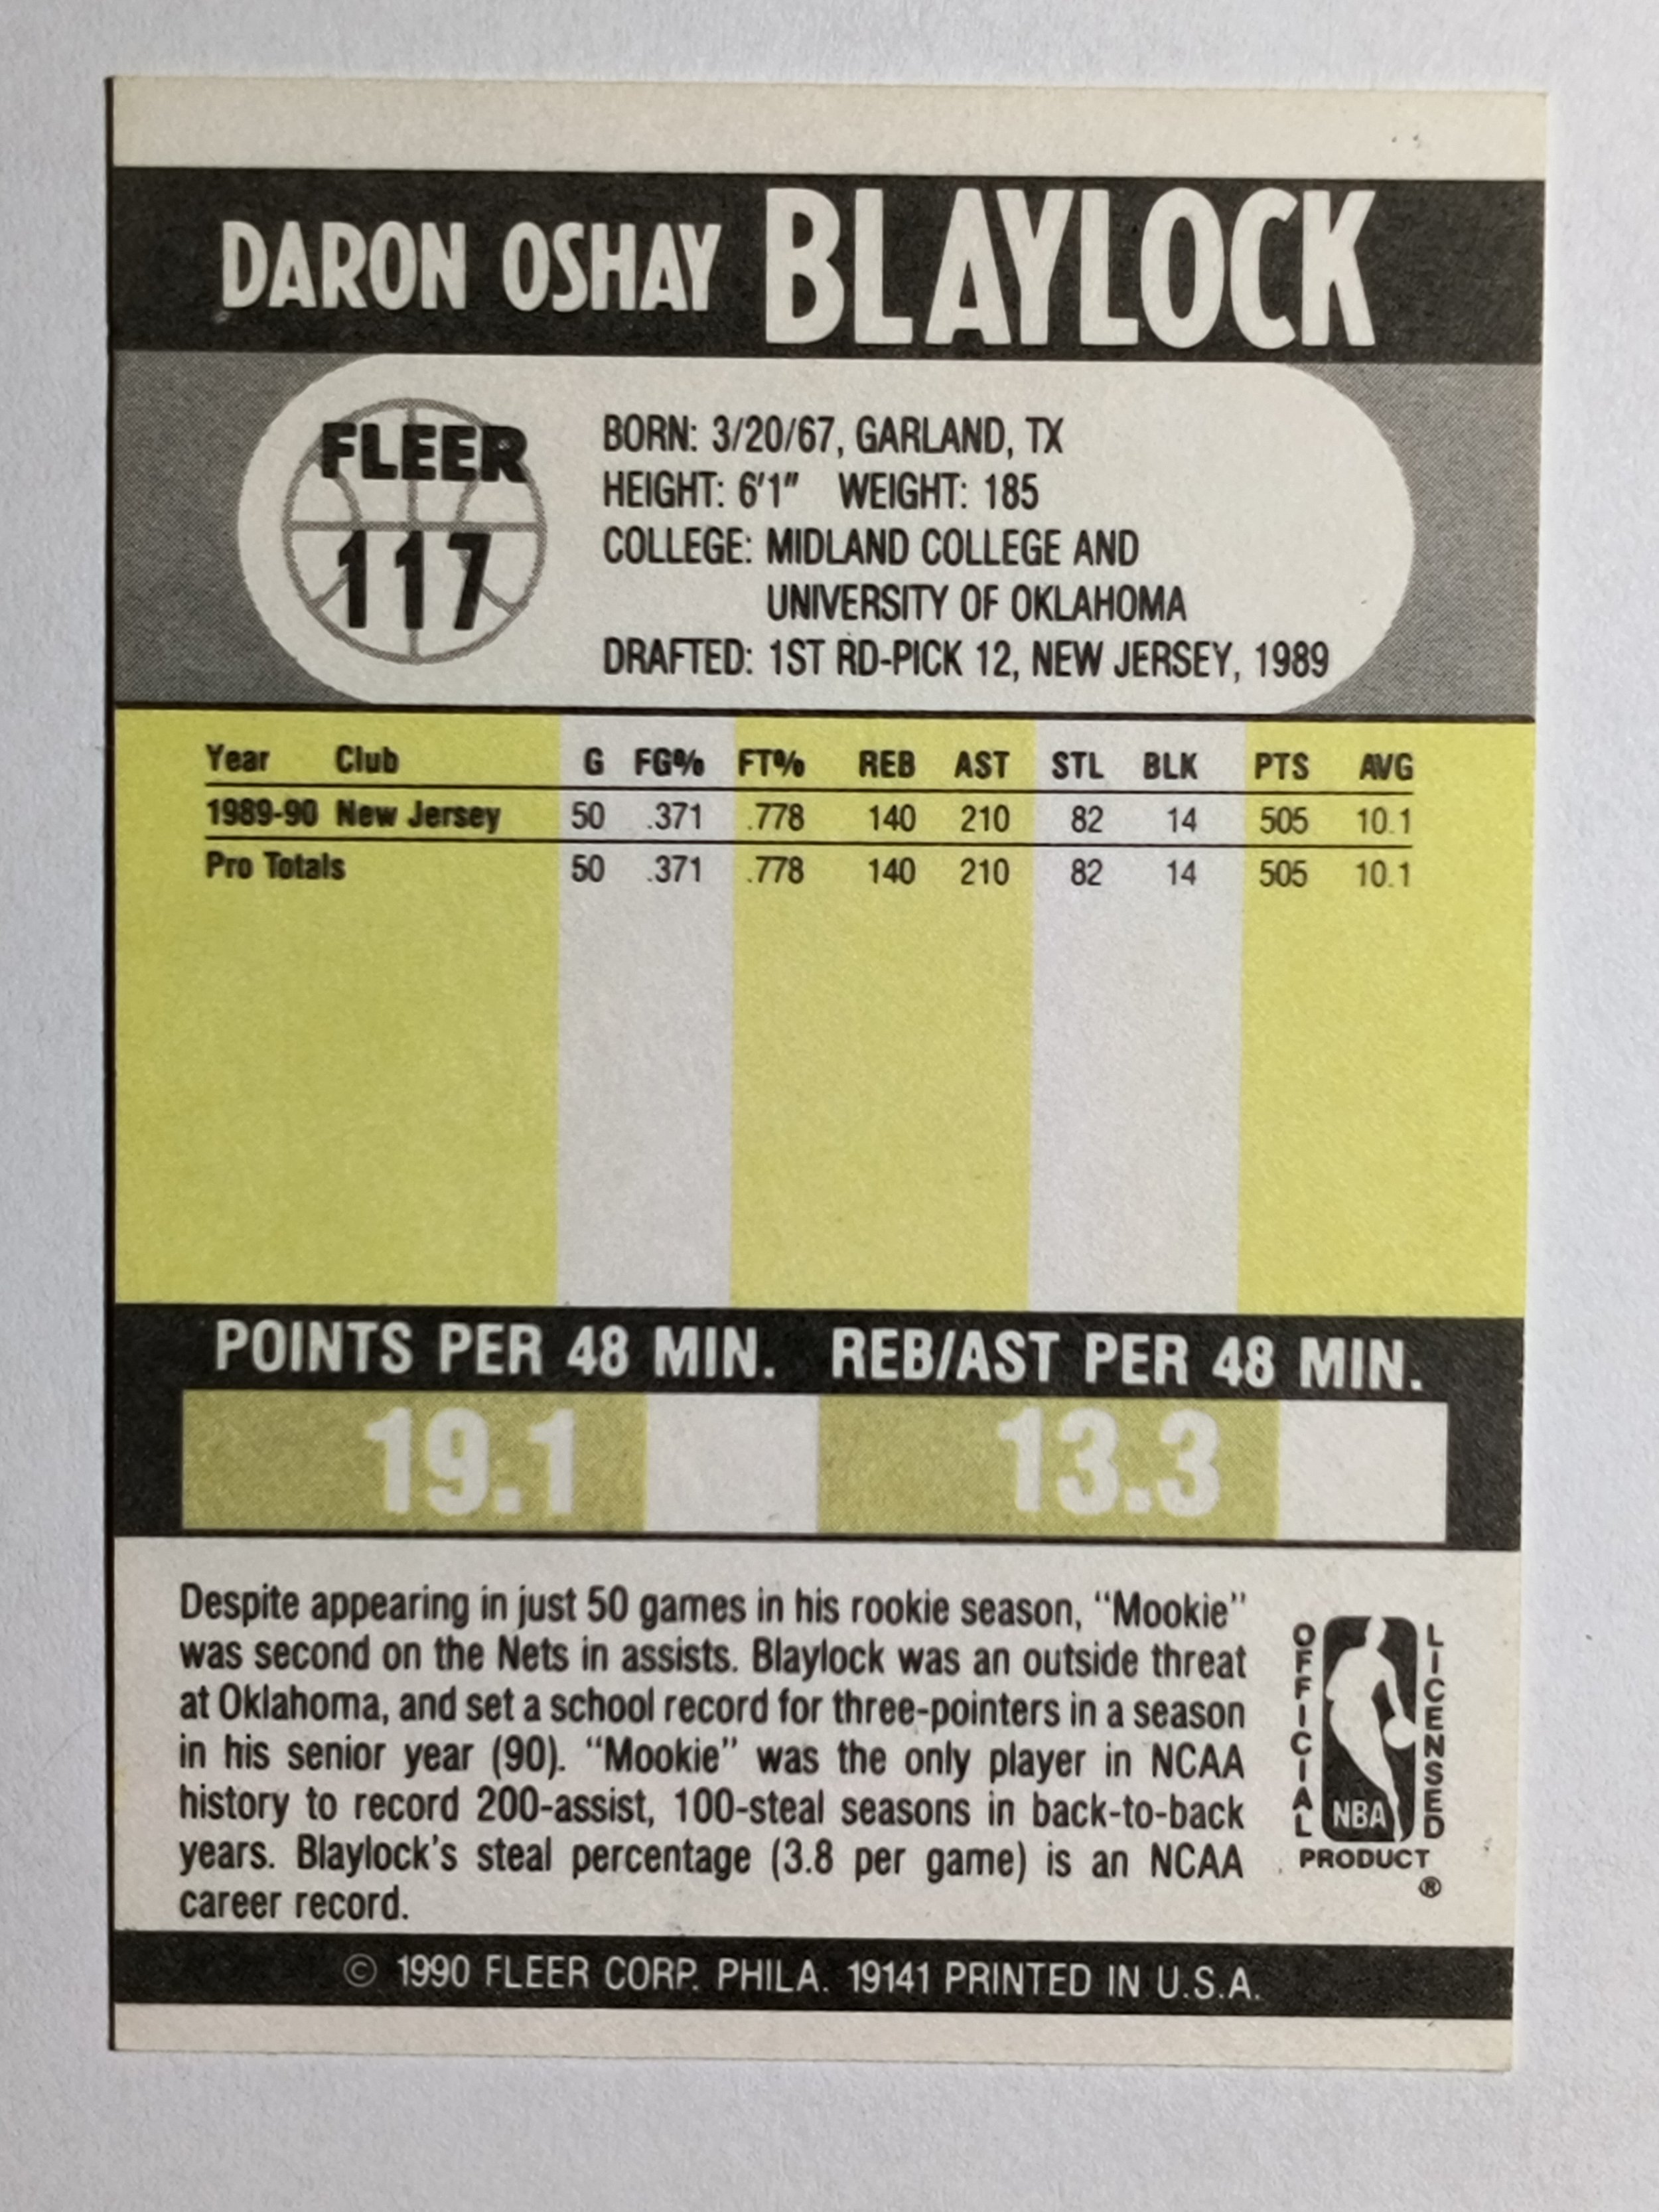 DARON OSHAY BLAYLOCK
FLEER
117
BORN: 3/20/67, GARLAND, TX
HEIGHT: 6'1" WEIGHT: 185
COLLEGE: MIDLAND COLLEGE AND
UNIVERSITY OF OKLAHOMA
DRAFTED: 1ST RD-PICK 12, NEW JERSEY, 1989
Year Club G FG% FT% REB AST STL BLK PTS AVG
1989-90 New Jersey 50 .371 .778 140 210 82 14 505 10.1
Pro Totals 50 .371 .778 140 210 82 14 505 10.1
POINTS PER 48 MIN. REB/AST PER 48 MIN.
19.1 13.3
Despite appearing in just 50 games in his rookie season, "Mookie"
was second on the Nets in assists. Blaylock was an outside threat
at Oklahoma, and set a school record for three-pointers in a season
in his senior year (90). "Mookie" was the only player in NCAA
history to record 200-assist, 100-steal seasons in back-to-back
years. Blaylock's steal percentage (3.8 per game) is an NCAA
career record.
OFFICIAL
LICENSED
NBA
PRODUCT
®
© 1990 FLEER CORP. PHILA. 19141 PRINTED IN U.S.A.